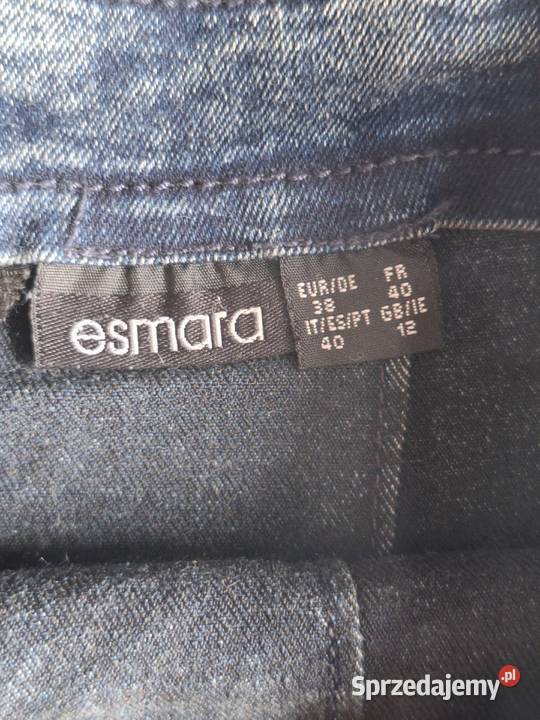 esmara
EUR/DE FR
38 40
IT/ES/PT GB/IE
40 12
Sprzedajemy.pl